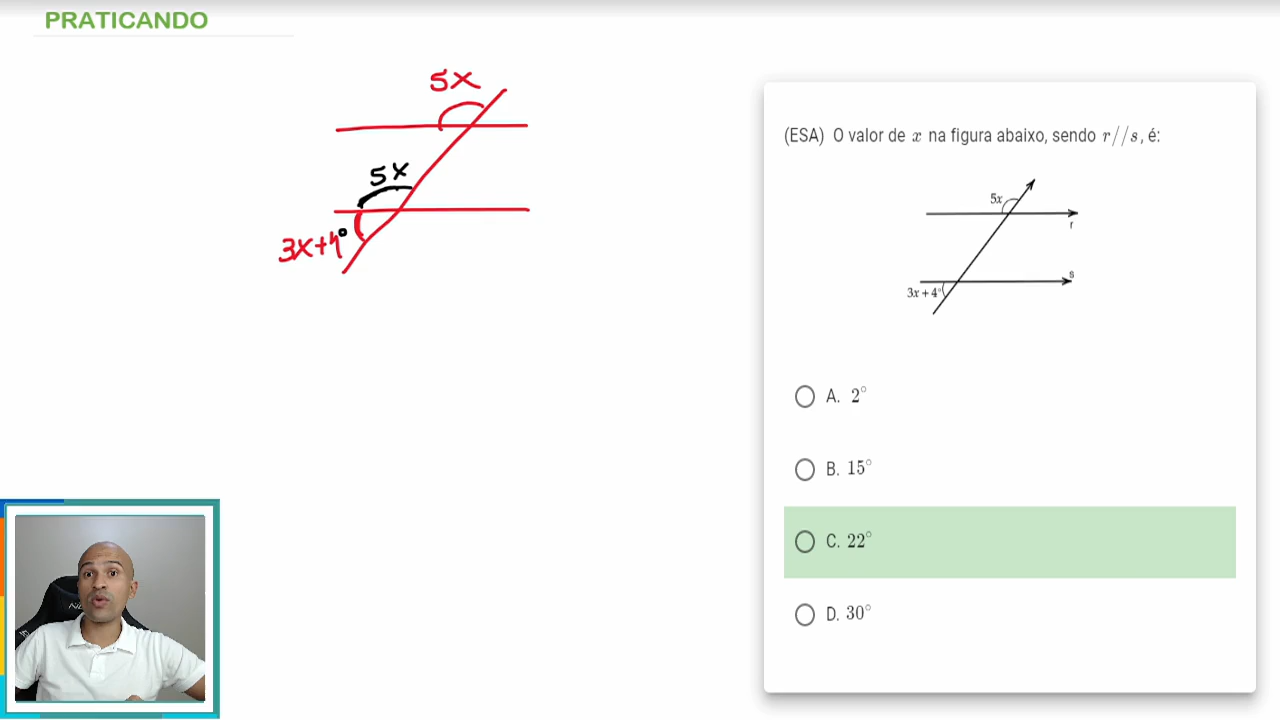 PRATICANDO
5x
5x
3x+4°
(ESA) O valor de x na figura abaixo, sendo r//s, é:
5x
r
s
3x + 4°
A. 2°
B. 15°
C. 22°
D. 30°